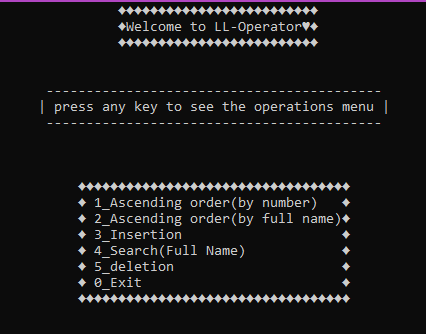 ♦♦♦♦♦♦♦♦♦♦♦♦♦♦♦♦♦♦♦♦♦♦♦♦♦
♦Welcome to LL-Operator♥♦
♦♦♦♦♦♦♦♦♦♦♦♦♦♦♦♦♦♦♦♦♦♦♦♦♦
------------------------------------------
| press any key to see the operations menu |
------------------------------------------
♦♦♦♦♦♦♦♦♦♦♦♦♦♦♦♦♦♦♦♦♦♦♦♦♦♦♦♦♦♦♦♦♦♦
♦ 1_Ascending order(by number)   ♦
♦ 2_Ascending order(by full name)♦
♦ 3_Insertion                    ♦
♦ 4_Search(Full Name)            ♦
♦ 5_deletion                     ♦
♦ 0_Exit                         ♦
♦♦♦♦♦♦♦♦♦♦♦♦♦♦♦♦♦♦♦♦♦♦♦♦♦♦♦♦♦♦♦♦♦♦